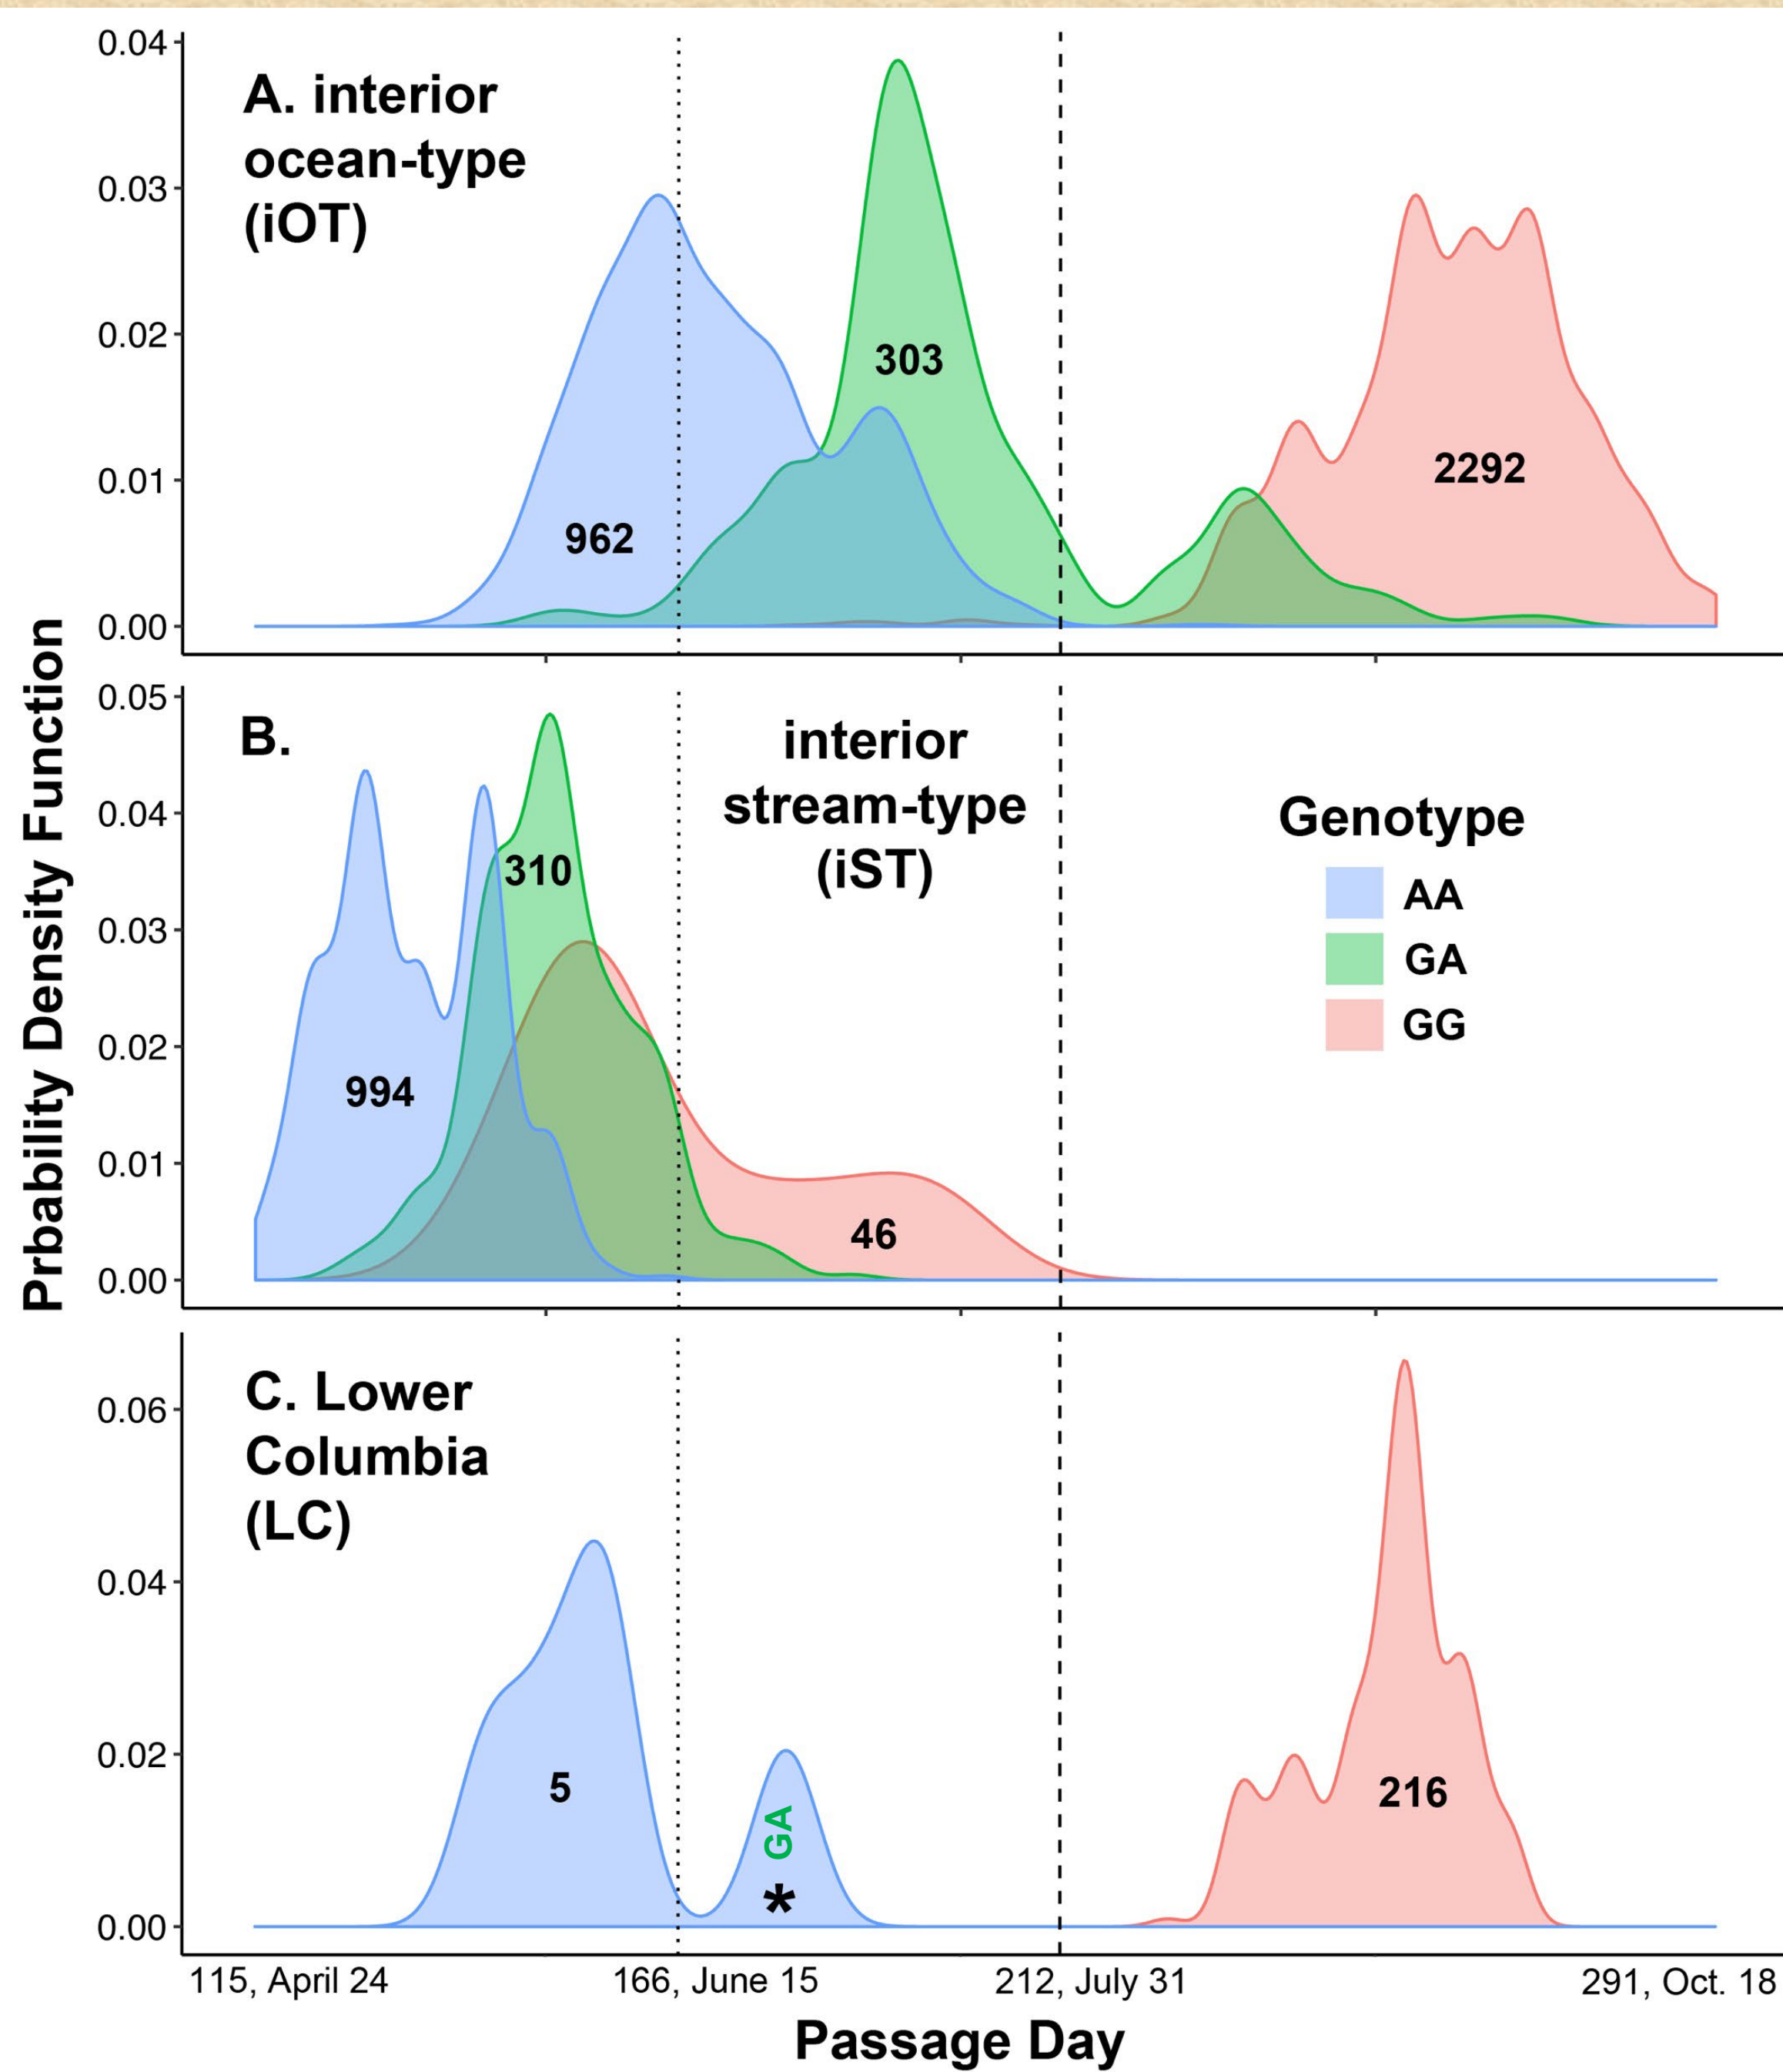 Prbability Density Function
0.04
0.03
0.02
0.01
0.00
A. interior
ocean-type
(iOT)
962
303
2292
0.05
0.04
0.03
0.02
0.01
0.00
B.
interior
stream-type
(iST)
994
310
46
Genotype
AA
GA
GG
0.06
0.04
0.02
0.00
C. Lower
Columbia
(LC)
5
GA
*
216
115, April 24
166, June 15
212, July 31
291, Oct. 18
Passage Day